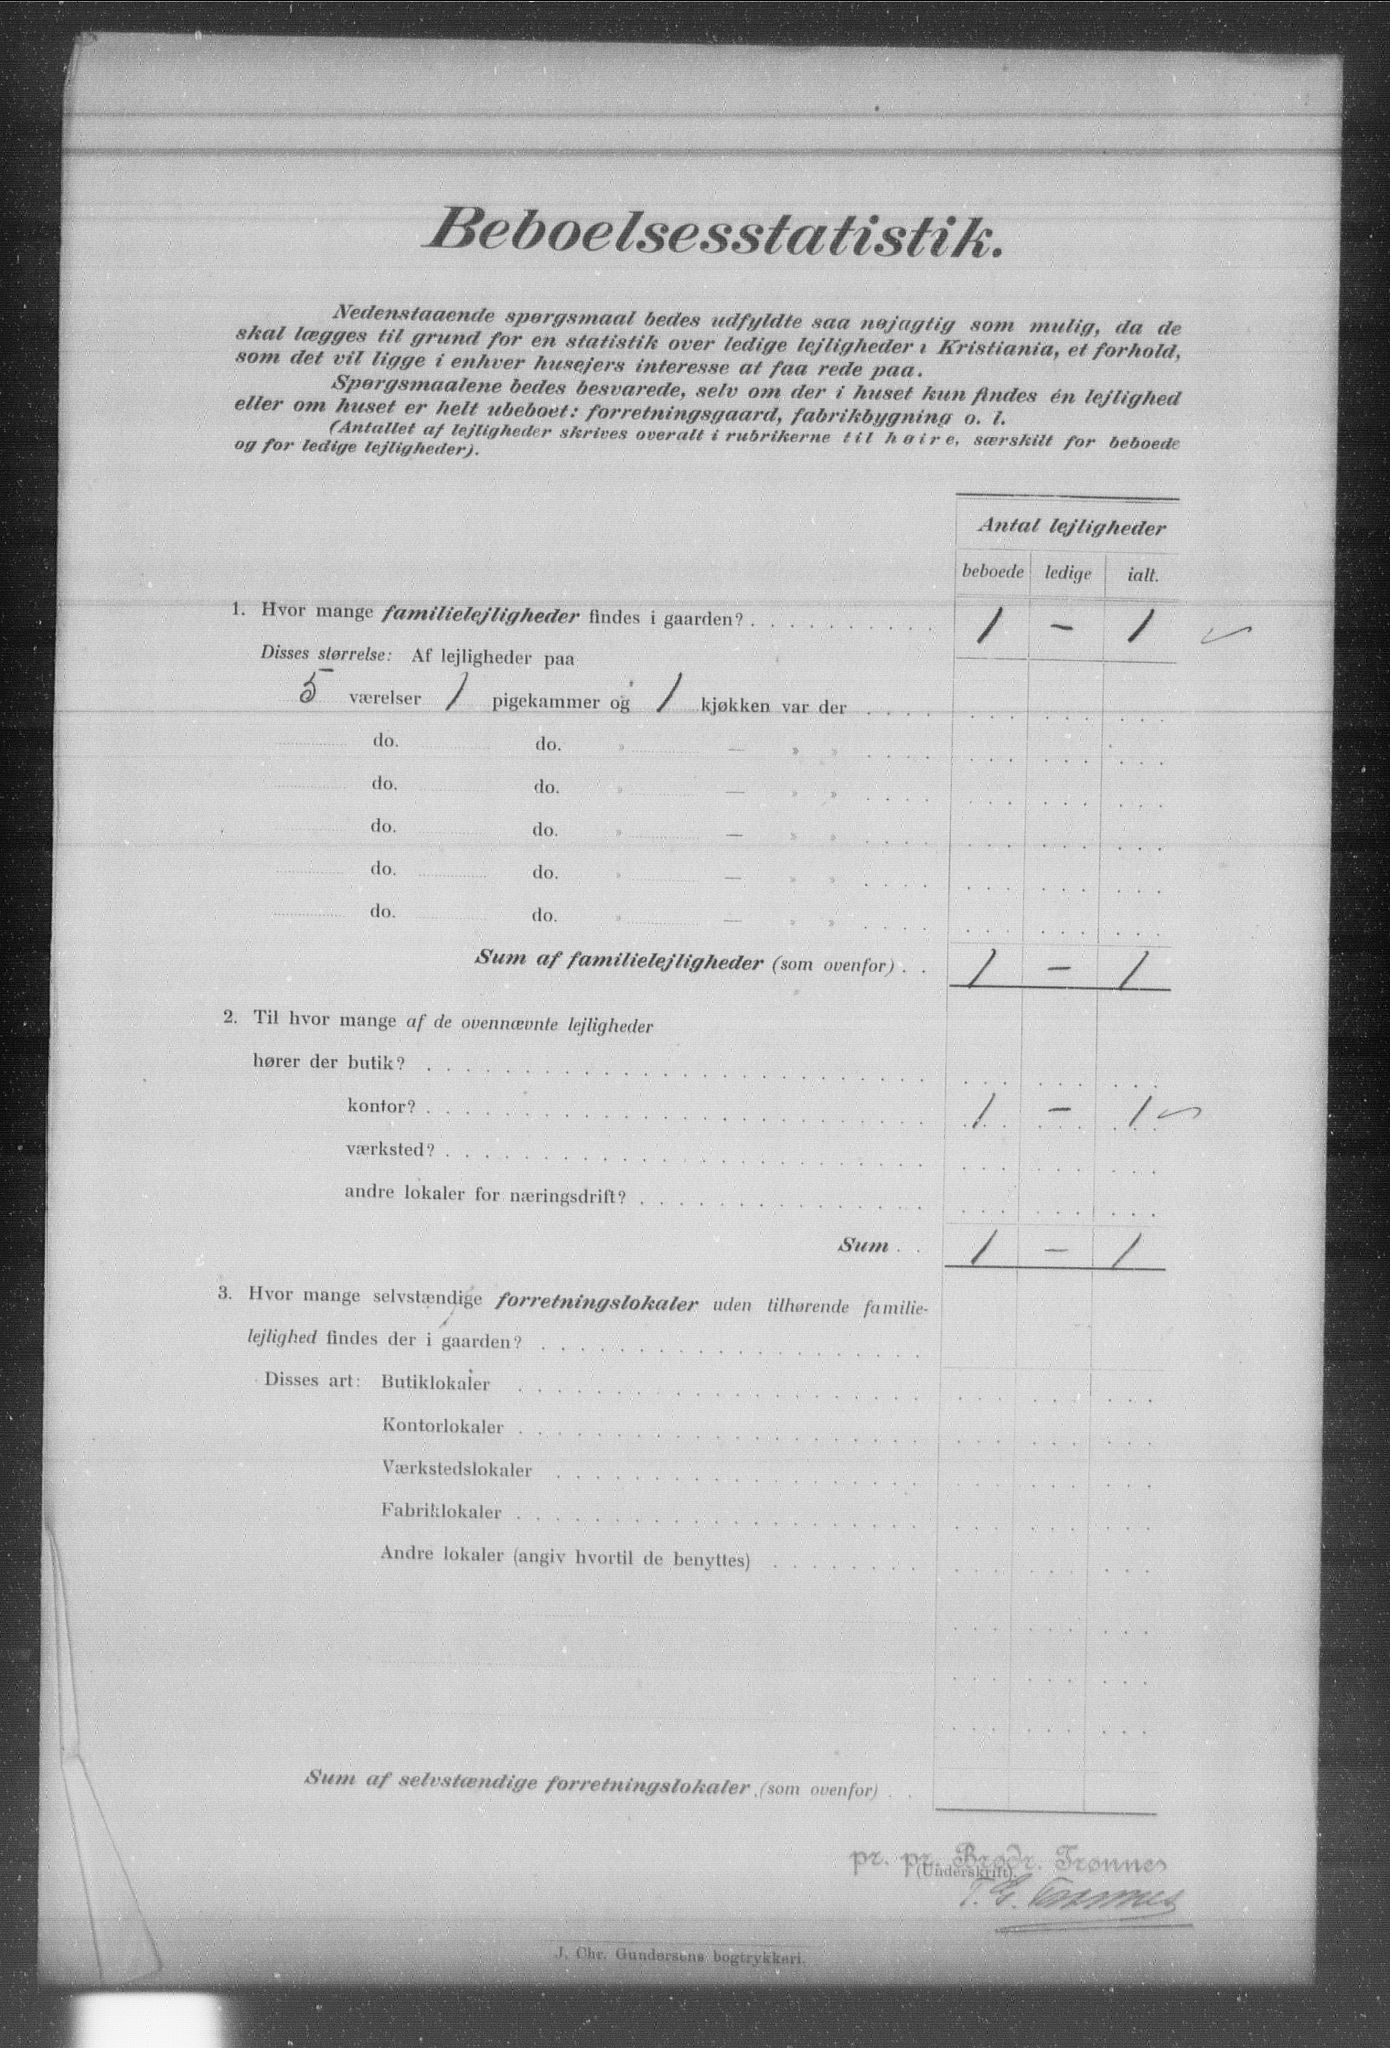 Beboelsesstatistik.
Nedenstaaende spørgsmaal bedes udfyldte saa nøjagtig som mulig, da de
skal lægges til grund for en statistik over ledige lejligheder i Kristiania, et forhold,
som det vil ligge i enhver husejers interesse at faa rede paa.
Spørgsmaalene bedes besvarede, selv om der i huset kun findes én lejlighed
eller om huset er helt ubeboet: forretningsgaard, fabrikbygning o. l.
(Antallet af lejligheder skrives overalt i rubrikerne til høire, særskilt for beboede
og for ledige lejligheder).
Antal lejligheder
beboede ledige ialt.
1. Hvor mange familielejligheder findes i gaarden? . . . . . . . . . . 1 – 1
Disses størrelse: Af lejligheder paa
5 værelser 1 pigekammer og 1 kjøkken var der . . . .
do. do. » — » » . . . .
do. do. » — » » . . . .
do. do. » — » » . . . .
do. do. » — » » . . . .
do. do. » — » » . . . .
Sum af familielejligheder (som ovenfor) . . 1 – 1
2. Til hvor mange af de ovennævnte lejligheder
hører der butik?
kontor? 1 – 1
værksted?
andre lokaler for næringsdrift?
Sum . . 1 – 1
3. Hvor mange selvstændige forretningslokaler uden tilhørende familie-
lejlighed findes der i gaarden?
Disses art: Butiklokaler
Kontorlokaler
Værkstedslokaler
Fabriklokaler
Andre lokaler (angiv hvortil de benyttes)
Sum af selvstændige forretningslokaler (som ovenfor) . .
pr. pr. Brødr. Trønnes
(Underskrift).
T. G. Trønnes
J. Chr. Gundersens bogtrykkeri.